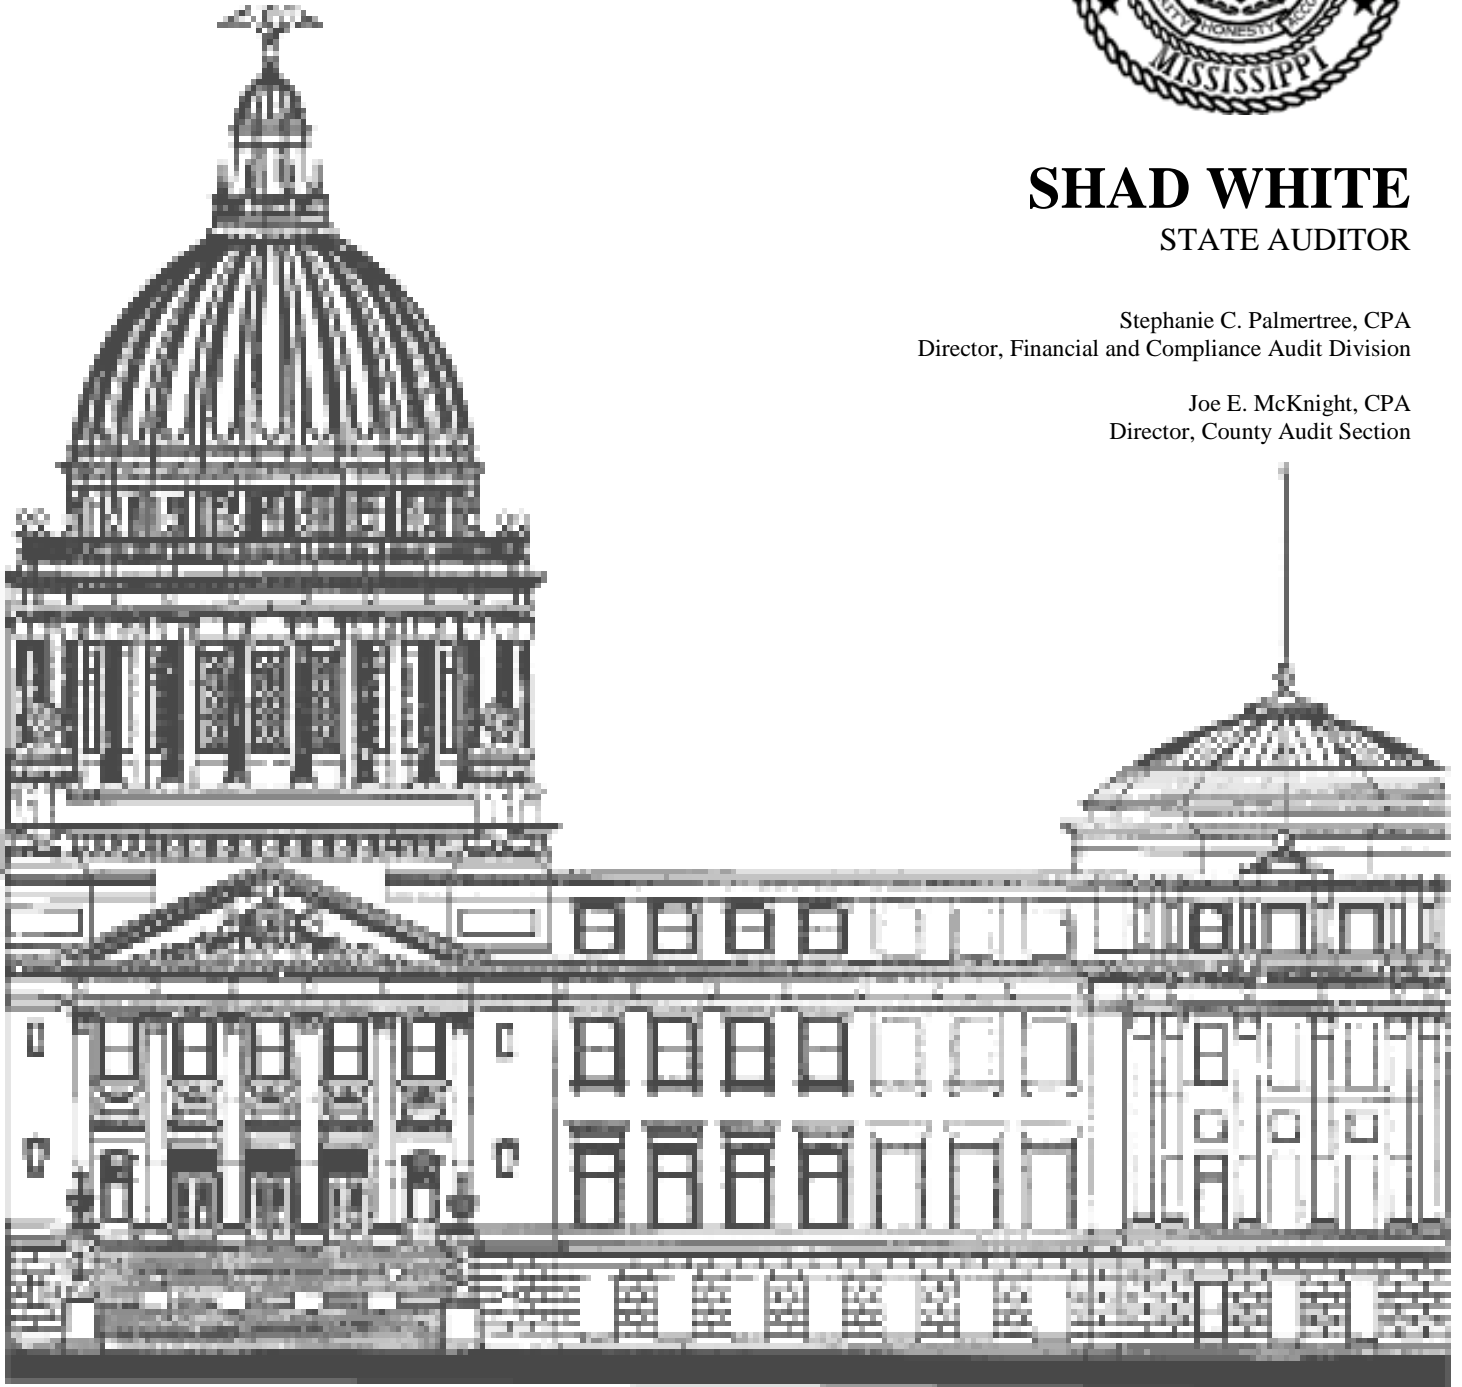 HONESTY
MISSISSIPPI
SHAD WHITE
STATE AUDITOR
Stephanie C. Palmertree, CPA
Director, Financial and Compliance Audit Division
Joe E. McKnight, CPA
Director, County Audit Section